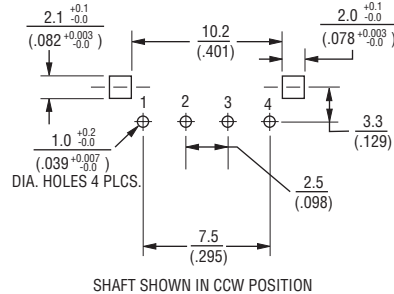 2.1 +0.1 -0.0
(.082 +0.003 -0.0)
10.2
(.401)
2.0 +0.1 -0.0
(.078 +0.003 -0.0)
1 2 3 4
1.0 +0.2 -0.0
(.039 +0.007 -0.0)
DIA. HOLES 4 PLCS.
3.3
(.129)
2.5
(.098)
7.5
(.295)
SHAFT SHOWN IN CCW POSITION